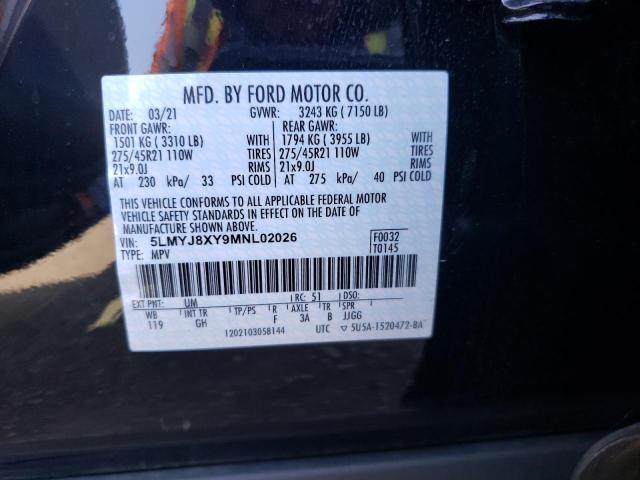 MFD. BY FORD MOTOR CO.
03/21 GVWR: 3243 KG ( 7150 LB)
FRONT GAWR: REAR GAWR:
1501 KG ( 3310 LB) WITH 1794 KG ( 3955 LB) WITH
275/45R21 110W TIRES 275/45R21 110W TIRES
21x9.0J RIMS 21x9.0J RIMS
AT 230 kPa/ 33 PSI COLD AT 275 kPa/ 40 PSI COLD
THIS VEHICLE CONFORMS TO ALL APPLICABLE FEDERAL MOTOR
VEHICLE SAFETY STANDARDS IN EFFECT ON THE DATE OF
MANUFACTURE SHOWN ABOVE.
VIN: 5LMYJ8XY9MNL02026 F0032
TYPE: MPV T0145
EXT PNT: UM RC: 51 DSO:
WB INT TR TP/PS R AXLE TR SPR
119 GH F 3A B JJGG
1202103058144 UTC ▽ 5U5A-1520472-BA